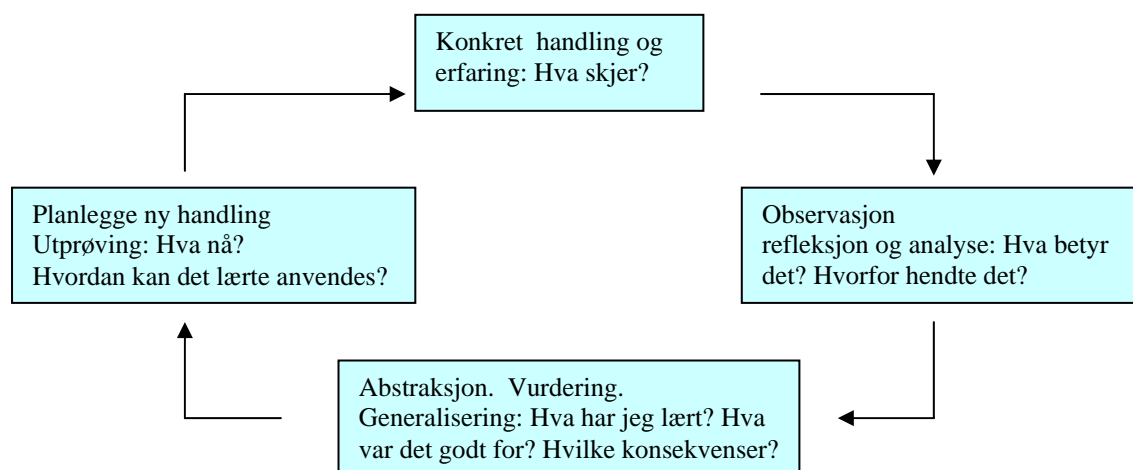 Konkret handling og
erfaring: Hva skjer?
Planlegge ny handling
Utprøving: Hva nå?
Hvordan kan det lærte anvendes?
Observasjon
refleksjon og analyse: Hva betyr
det? Hvorfor hendte det?
Abstraksjon. Vurdering.
Generalisering: Hva har jeg lært? Hva
var det godt for? Hvilke konsekvenser?